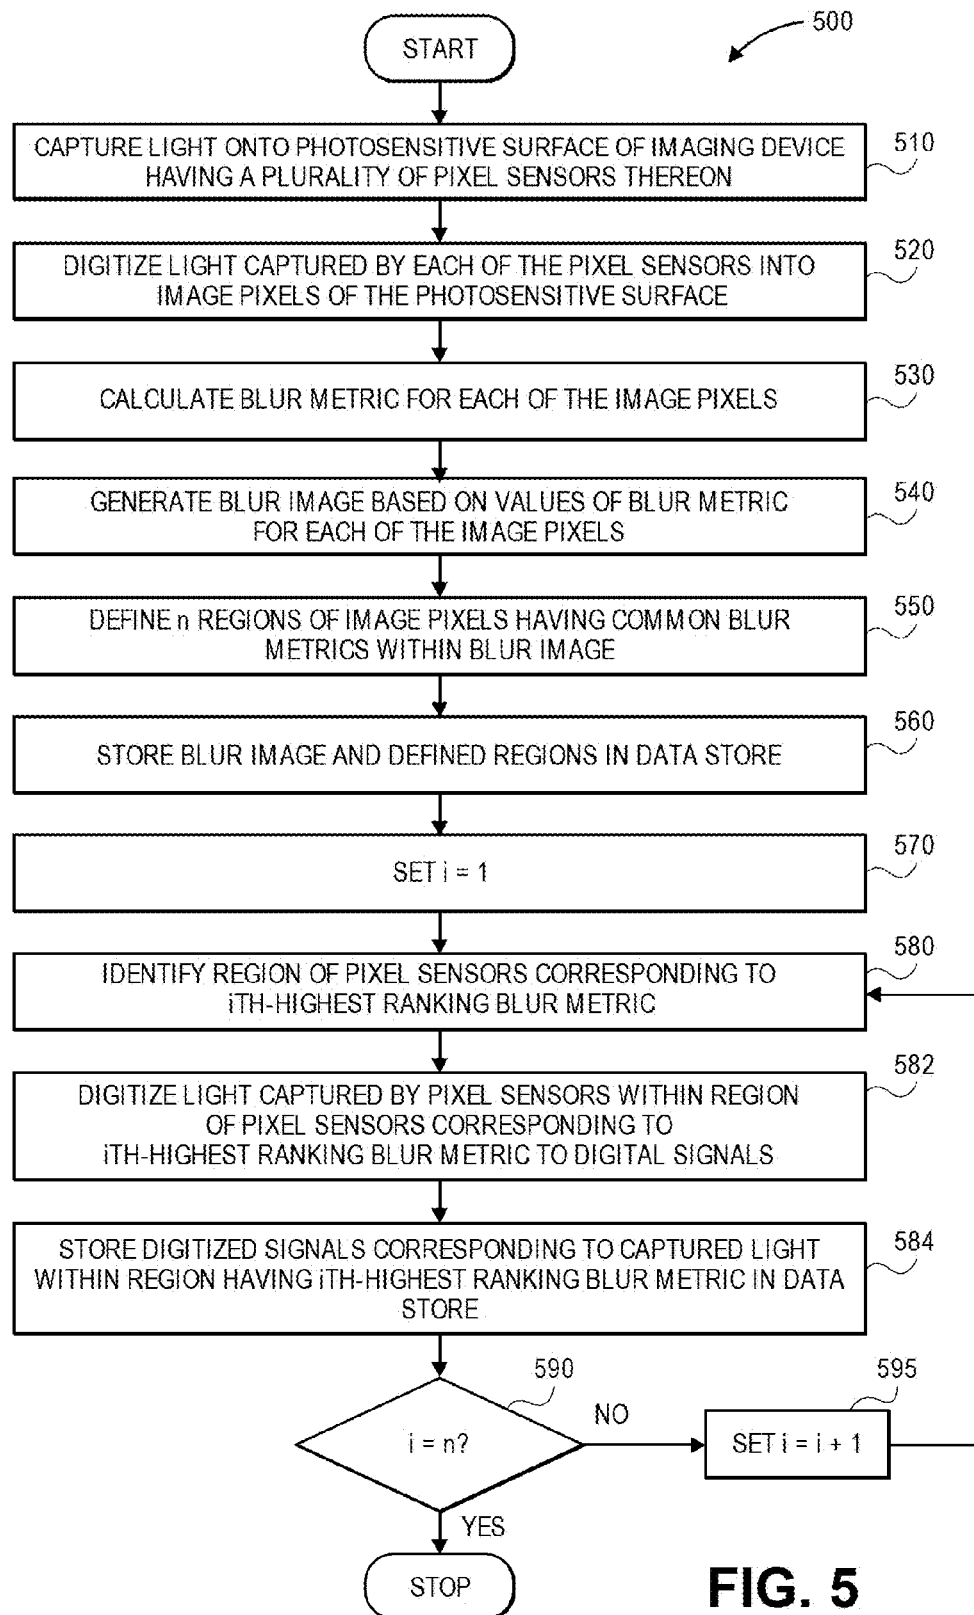 500
START
CAPTURE LIGHT ONTO PHOTOSENSITIVE SURFACE OF IMAGING DEVICE
HAVING A PLURALITY OF PIXEL SENSORS THEREON
510
DIGITIZE LIGHT CAPTURED BY EACH OF THE PIXEL SENSORS INTO
IMAGE PIXELS OF THE PHOTOSENSITIVE SURFACE
520
CALCULATE BLUR METRIC FOR EACH OF THE IMAGE PIXELS
530
GENERATE BLUR IMAGE BASED ON VALUES OF BLUR METRIC
FOR EACH OF THE IMAGE PIXELS
540
DEFINE n REGIONS OF IMAGE PIXELS HAVING COMMON BLUR
METRICS WITHIN BLUR IMAGE
550
STORE BLUR IMAGE AND DEFINED REGIONS IN DATA STORE
560
SET i = 1
570
IDENTIFY REGION OF PIXEL SENSORS CORRESPONDING TO
iTH-HIGHEST RANKING BLUR METRIC
580
DIGITIZE LIGHT CAPTURED BY PIXEL SENSORS WITHIN REGION
OF PIXEL SENSORS CORRESPONDING TO
iTH-HIGHEST RANKING BLUR METRIC TO DIGITAL SIGNALS
582
STORE DIGITIZED SIGNALS CORRESPONDING TO CAPTURED LIGHT
WITHIN REGION HAVING iTH-HIGHEST RANKING BLUR METRIC IN DATA
STORE
584
i = n?
590
NO
SET i = i + 1
595
YES
STOP
FIG. 5